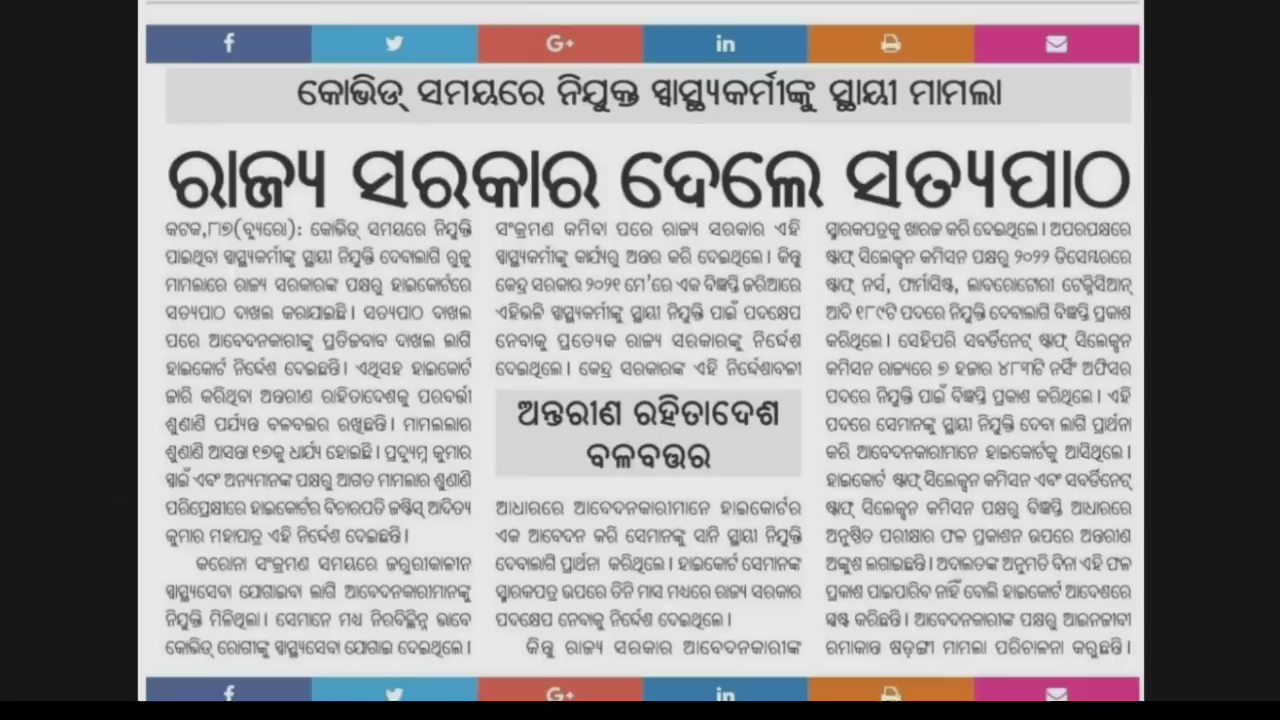 କୋଭିଡ୍ ସମୟରେ ନିଯୁକ୍ତ ସ୍ୱାସ୍ଥ୍ୟକର୍ମୀଙ୍କୁ ସ୍ଥାୟୀ ମାମଲା
ରାଜ୍ୟ ସରକାର ଦେଲେ ସତ୍ୟପାଠ
କଟକ,୮ା୭(ବ୍ୟୁରୋ): କୋଭିଡ୍ ସମୟରେ ନିଯୁକ୍ତି
ପାଇଥିବା ସ୍ୱାସ୍ଥ୍ୟକର୍ମୀଙ୍କୁ ସ୍ଥାୟୀ ନିଯୁକ୍ତି ଦେବାଲାଗି ରୁଜୁ
ମାମଲାରେ ରାଜ୍ୟ ସରକାରଙ୍କ ପକ୍ଷରୁ ହାଇକୋର୍ଟରେ
ସତ୍ୟପାଠ ଦାଖଲ କରାଯାଇଛି। ସତ୍ୟପାଠ ଦାଖଲ
ପରେ ଆବେଦନକାରୀଙ୍କୁ ପ୍ରତିଜବାବ ଦାଖଲ ଲାଗି
ହାଇକୋର୍ଟ ନିର୍ଦ୍ଦେଶ ଦେଇଛନ୍ତି। ଏଥିସହ ହାଇକୋର୍ଟ
ଜାରି କରିଥିବା ଅନ୍ତରୀଣ ରାହିତାଦେଶକୁ ପରବର୍ତ୍ତୀ
ଶୁଣାଣି ପର୍ଯ୍ୟନ୍ତ ବଳବତ୍ତର ରଖିଛନ୍ତି। ମାମଲାର
ଶୁଣାଣି ଆସନ୍ତା ୧୭କୁ ଧାର୍ଯ୍ୟ ହୋଇଛି। ପ୍ରଦ୍ୟୁମ୍ନ କୁମାର
ସ୍ୱାଇଁ ଏବଂ ଅନ୍ୟମାନଙ୍କ ପକ୍ଷରୁ ଆଗତ ମାମଲାର ଶୁଣାଣି
ପରିପ୍ରେକ୍ଷୀରେ ହାଇକୋର୍ଟର ବିଚାରପତି ଜଷ୍ଟିସ୍ ଆଦିତ୍ୟ
କୁମାର ମହାପାତ୍ର ଏହି ନିର୍ଦ୍ଦେଶ ଦେଇଛନ୍ତି।
କରୋନା ସଂକ୍ରମଣ ସମୟରେ ଜରୁରୀକାଳୀନ
ସ୍ୱାସ୍ଥ୍ୟସେବା ଯୋଗାଇବା ଲାଗି ଆବେଦନକାରୀମାନଙ୍କୁ
ନିଯୁକ୍ତି ମିଳିଥିଲା। ସେମାନେ ମଧ୍ୟ ନିରବିଚ୍ଛିନ୍ନ ଭାବେ
କୋଭିଡ୍ ରୋଗୀଙ୍କୁ ସ୍ୱାସ୍ଥ୍ୟସେବା ଯୋଗାଇ ଦେଇଥିଲେ।
ସଂକ୍ରମଣ କମିବା ପରେ ରାଜ୍ୟ ସରକାର ଏହି
ସ୍ୱାସ୍ଥ୍ୟକର୍ମୀଙ୍କୁ କାର୍ଯ୍ୟରୁ ଅନ୍ତର କରି ଦେଇଥିଲେ। କିନ୍ତୁ
କେନ୍ଦ୍ର ସରକାର ୨୦୨୧ ମେ'ରେ ଏକ ବିଜ୍ଞପ୍ତି ଜରିଆରେ
ଏହିଭଳି ସ୍ୱାସ୍ଥ୍ୟକର୍ମୀଙ୍କୁ ସ୍ଥାୟୀ ନିଯୁକ୍ତି ପାଇଁ ପଦକ୍ଷେପ
ନେବାକୁ ପ୍ରତ୍ୟେକ ରାଜ୍ୟ ସରକାରଙ୍କୁ ନିର୍ଦ୍ଦେଶ
ଦେଇଥିଲେ। କେନ୍ଦ୍ର ସରକାରଙ୍କ ଏହି ନିର୍ଦ୍ଦେଶାବଳୀ
ଅନ୍ତରୀଣ ରହିତାଦେଶ
ବଳବତ୍ତର
ଆଧାରରେ ଆବେଦନକାରୀମାନେ ହାଇକୋର୍ଟର
ଏକ ଆବେଦନ କରି ସେମାନଙ୍କୁ ସାନି ସ୍ଥାୟୀ ନିଯୁକ୍ତି
ଦେବାଲାଗି ପ୍ରାର୍ଥନା କରିଥିଲେ। ହାଇକୋର୍ଟ ସେମାନଙ୍କ
ସ୍ମାରକପତ୍ର ଉପରେ ତିନି ମାସ ମଧ୍ୟରେ ରାଜ୍ୟ ସରକାର
ପଦକ୍ଷେପ ନେବାକୁ ନିର୍ଦ୍ଦେଶ ଦେଇଥିଲେ।
କିନ୍ତୁ ରାଜ୍ୟ ସରକାର ଆବେଦନକାରୀଙ୍କ
ସ୍ମାରକପତ୍ରକୁ ଖାରଜ କରି ଦେଇଥିଲେ। ଅପରପକ୍ଷରେ
ଷ୍ଟାଫ୍ ସିଲେକ୍ସନ କମିସନ ପକ୍ଷରୁ ୨୦୨୨ ଡିସେମ୍ବରରେ
ଷ୍ଟାଫ୍ ନର୍ସ, ଫାର୍ମାସିଷ୍ଟ, ଲାବରୋଟେରୀ ଟେକ୍ନିସିଆନ୍
ଆଦି ୧୮୯ଟି ପଦରେ ନିଯୁକ୍ତି ଦେବାଲାଗି ବିଜ୍ଞପ୍ତି ପ୍ରକାଶ
କରିଥିଲେ। ସେହିପରି ସବର୍ଡିନେଟ୍ ଷ୍ଟାଫ୍ ସିଲେକ୍ସନ
କମିସନ ରାଜ୍ୟରେ ୭ ହଜାର ୪୮୩ଟି ନର୍ସିଂ ଅଫିସର
ପଦରେ ନିଯୁକ୍ତି ପାଇଁ ବିଜ୍ଞପ୍ତି ପ୍ରକାଶ କରିଥିଲେ। ଏହି
ପଦରେ ସେମାନଙ୍କୁ ସ୍ଥାୟୀ ନିଯୁକ୍ତି ଦେବା ଲାଗି ପ୍ରାର୍ଥନା
କରି ଆବେଦନକାରୀମାନେ ହାଇକୋର୍ଟକୁ ଆସିଥିଲେ।
ହାଇକୋର୍ଟ ଷ୍ଟାଫ୍ ସିଲେକ୍ସନ କମିସନ ଏବଂ ସବର୍ଡିନେଟ୍
ଷ୍ଟାଫ୍ ସିଲେକ୍ସନ କମିସନ ପକ୍ଷରୁ ବିଜ୍ଞପ୍ତି ଆଧାରରେ
ଅନୁଷ୍ଠିତ ପରୀକ୍ଷାର ଫଳ ପ୍ରକାଶନ ଉପରେ ଅନ୍ତରୀଣ
ଅଙ୍କୁଶ ଲଗାଇଛନ୍ତି। ଅଦାଲତଙ୍କ ଅନୁମତି ବିନା ଏହି ଫଳ
ପ୍ରକାଶ ପାଇପାରିବ ନାହିଁ ବୋଲି ହାଇକୋର୍ଟ ଆଦେଶରେ
ସ୍ପଷ୍ଟ କରିଛନ୍ତି। ଆବେଦନକାରୀଙ୍କ ପକ୍ଷରୁ ଆଇନଜୀବୀ
ରମାକାନ୍ତ ଷଡ଼ଙ୍ଗୀ ମାମଲା ପରିଚାଳନା କରୁଛନ୍ତି।